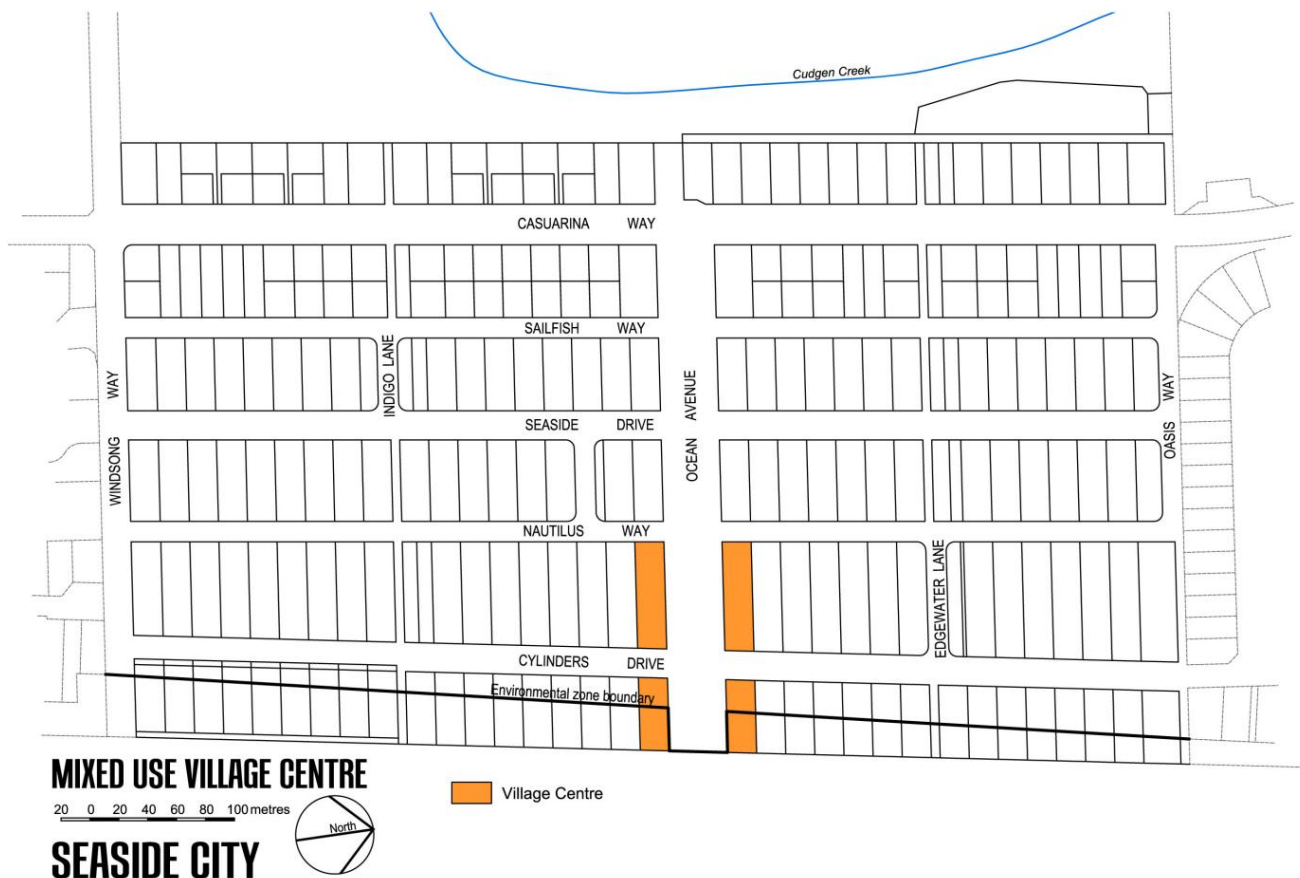 Cudgen Creek
CASUARINA WAY
SAILFISH WAY
INDIGO LANE
WINDSONG WAY
OCEAN AVENUE
OASIS WAY
SEASIDE DRIVE
NAUTILUS WAY
EDGEWATER LANE
CYLINDERS DRIVE
Environmental zone boundary
MIXED USE VILLAGE CENTRE
20 0 20 40 60 80 100 metres
North
SEASIDE CITY
Village Centre